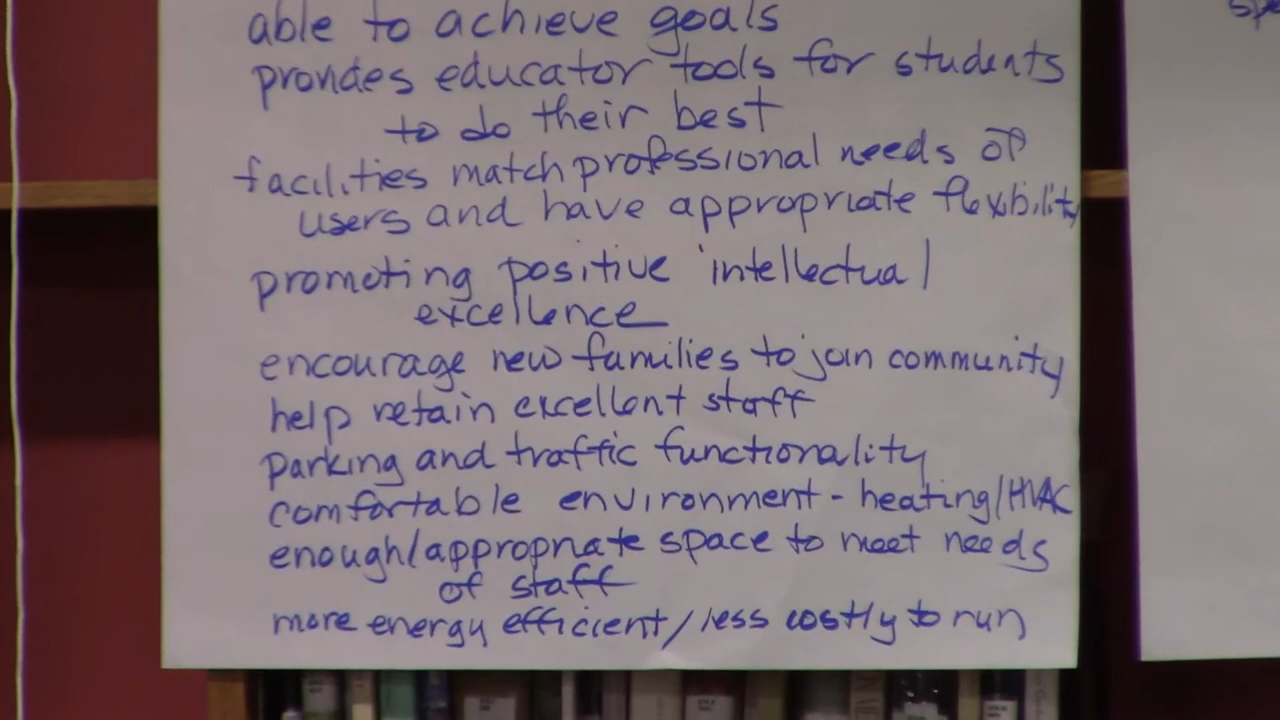 able to achieve goals
provides educator tools for students
to do their best
facilities match professional needs of
users and have appropriate flexibility
promoting positive intellectual
excellence
encourage new families to join community
help retain excellent staff
parking and traffic functionality
comfortable environment - heating/HVAC
enough/appropriate space to meet needs
of staff
more energy efficient/less costly to run
spe